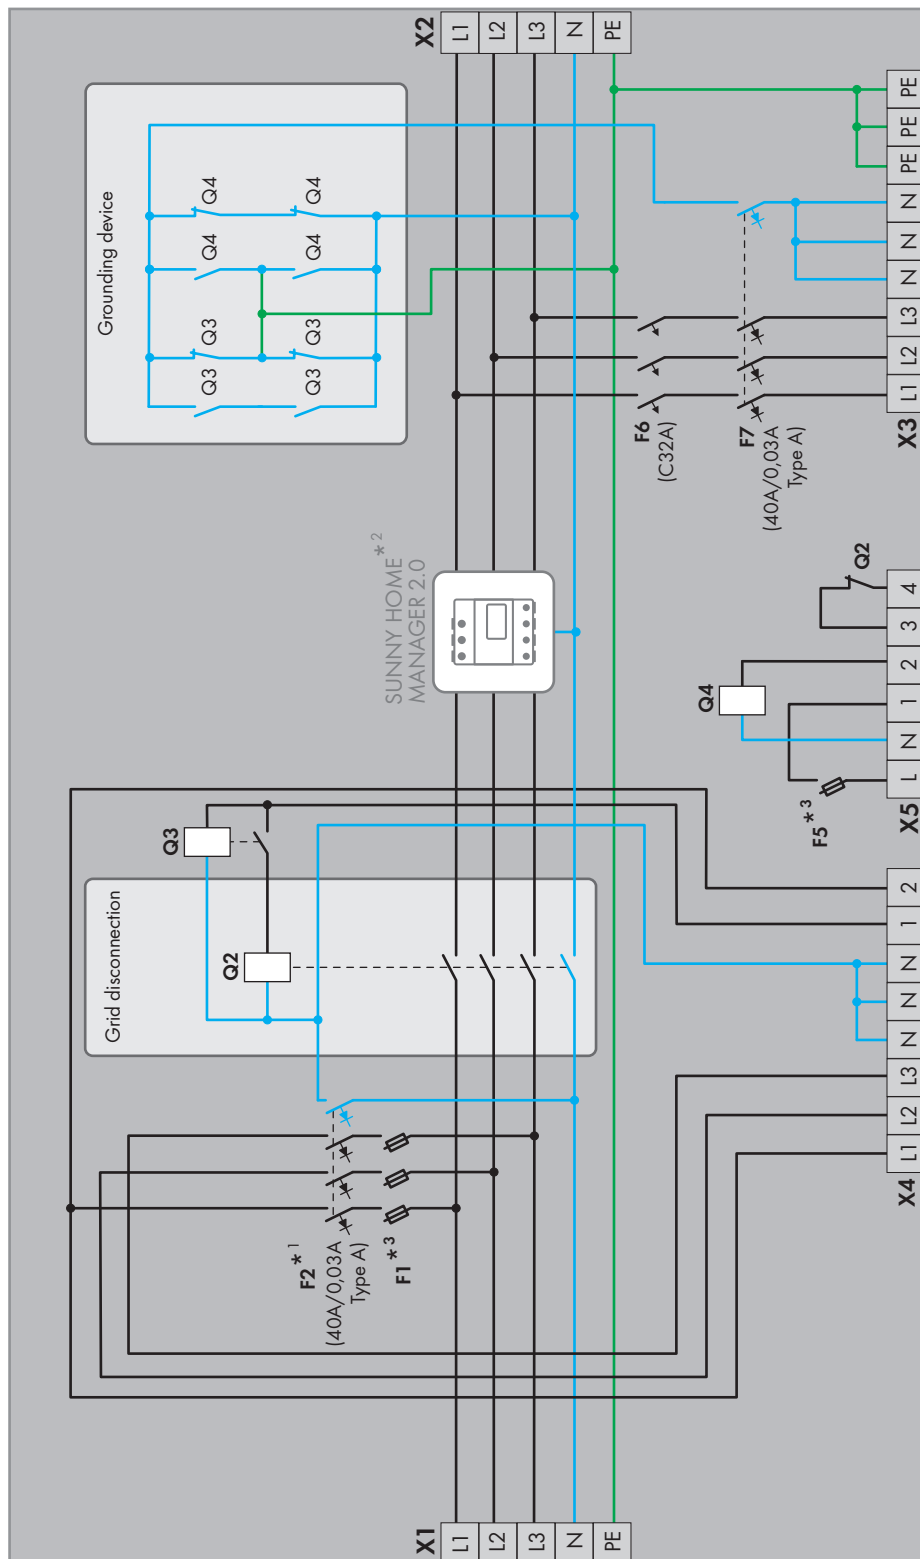 X1
L1
L2
L3
N
PE
X2
L1
L2
L3
N
PE
Grounding device
Q3
Q3
Q4
Q4
Q3
Q3
Q4
Q4
SUNNY HOME *2
MANAGER 2.0
Grid disconnection
Q2
Q3
F2 *1
(40A/0,03A
Type A)
F1 *3
F6
(C32A)
F7
(40A/0,03A
Type A)
X4
L1
L2
L3
N
N
N
1
2
X5
L
N
1
2
3
4
F5 *3
Q4
Q2
X3
L1
L2
L3
N
N
N
PE
PE
PE